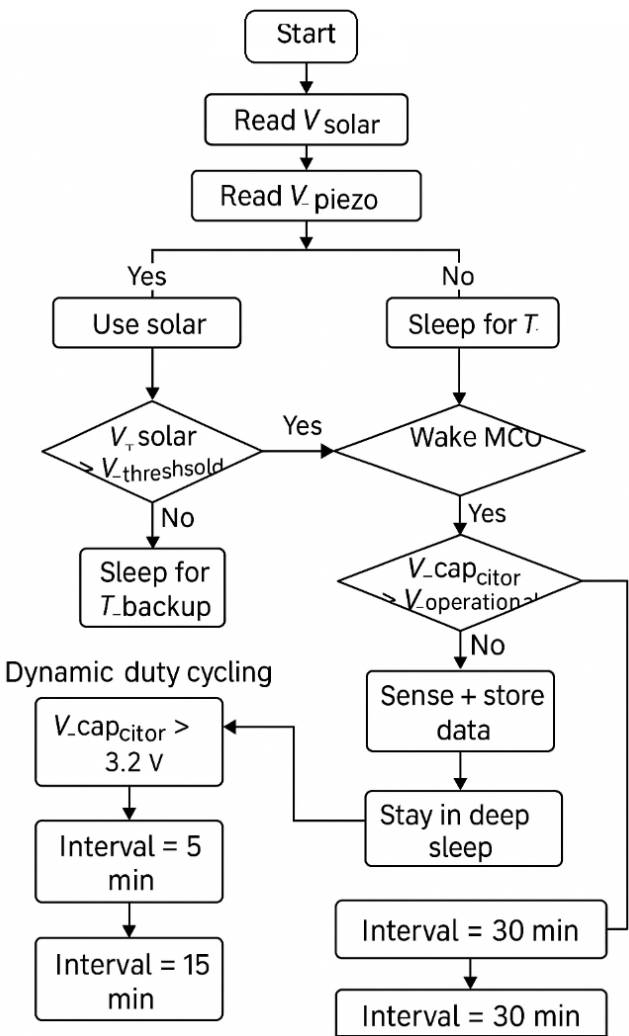 Start
Read V solar
Read V_piezo
Yes
No
Use solar
Sleep for T.
V_ solar
> V_threshsold
Yes
Wake MCO
No
Yes
Sleep for
T_backup
V_capcitor
> V_operational
No
Dynamic duty cycling
Sense + store
data
V_capcitor >
3.2 V
Stay in deep
sleep
Interval = 5
min
Interval = 30 min
Interval = 15
min
Interval = 30 min